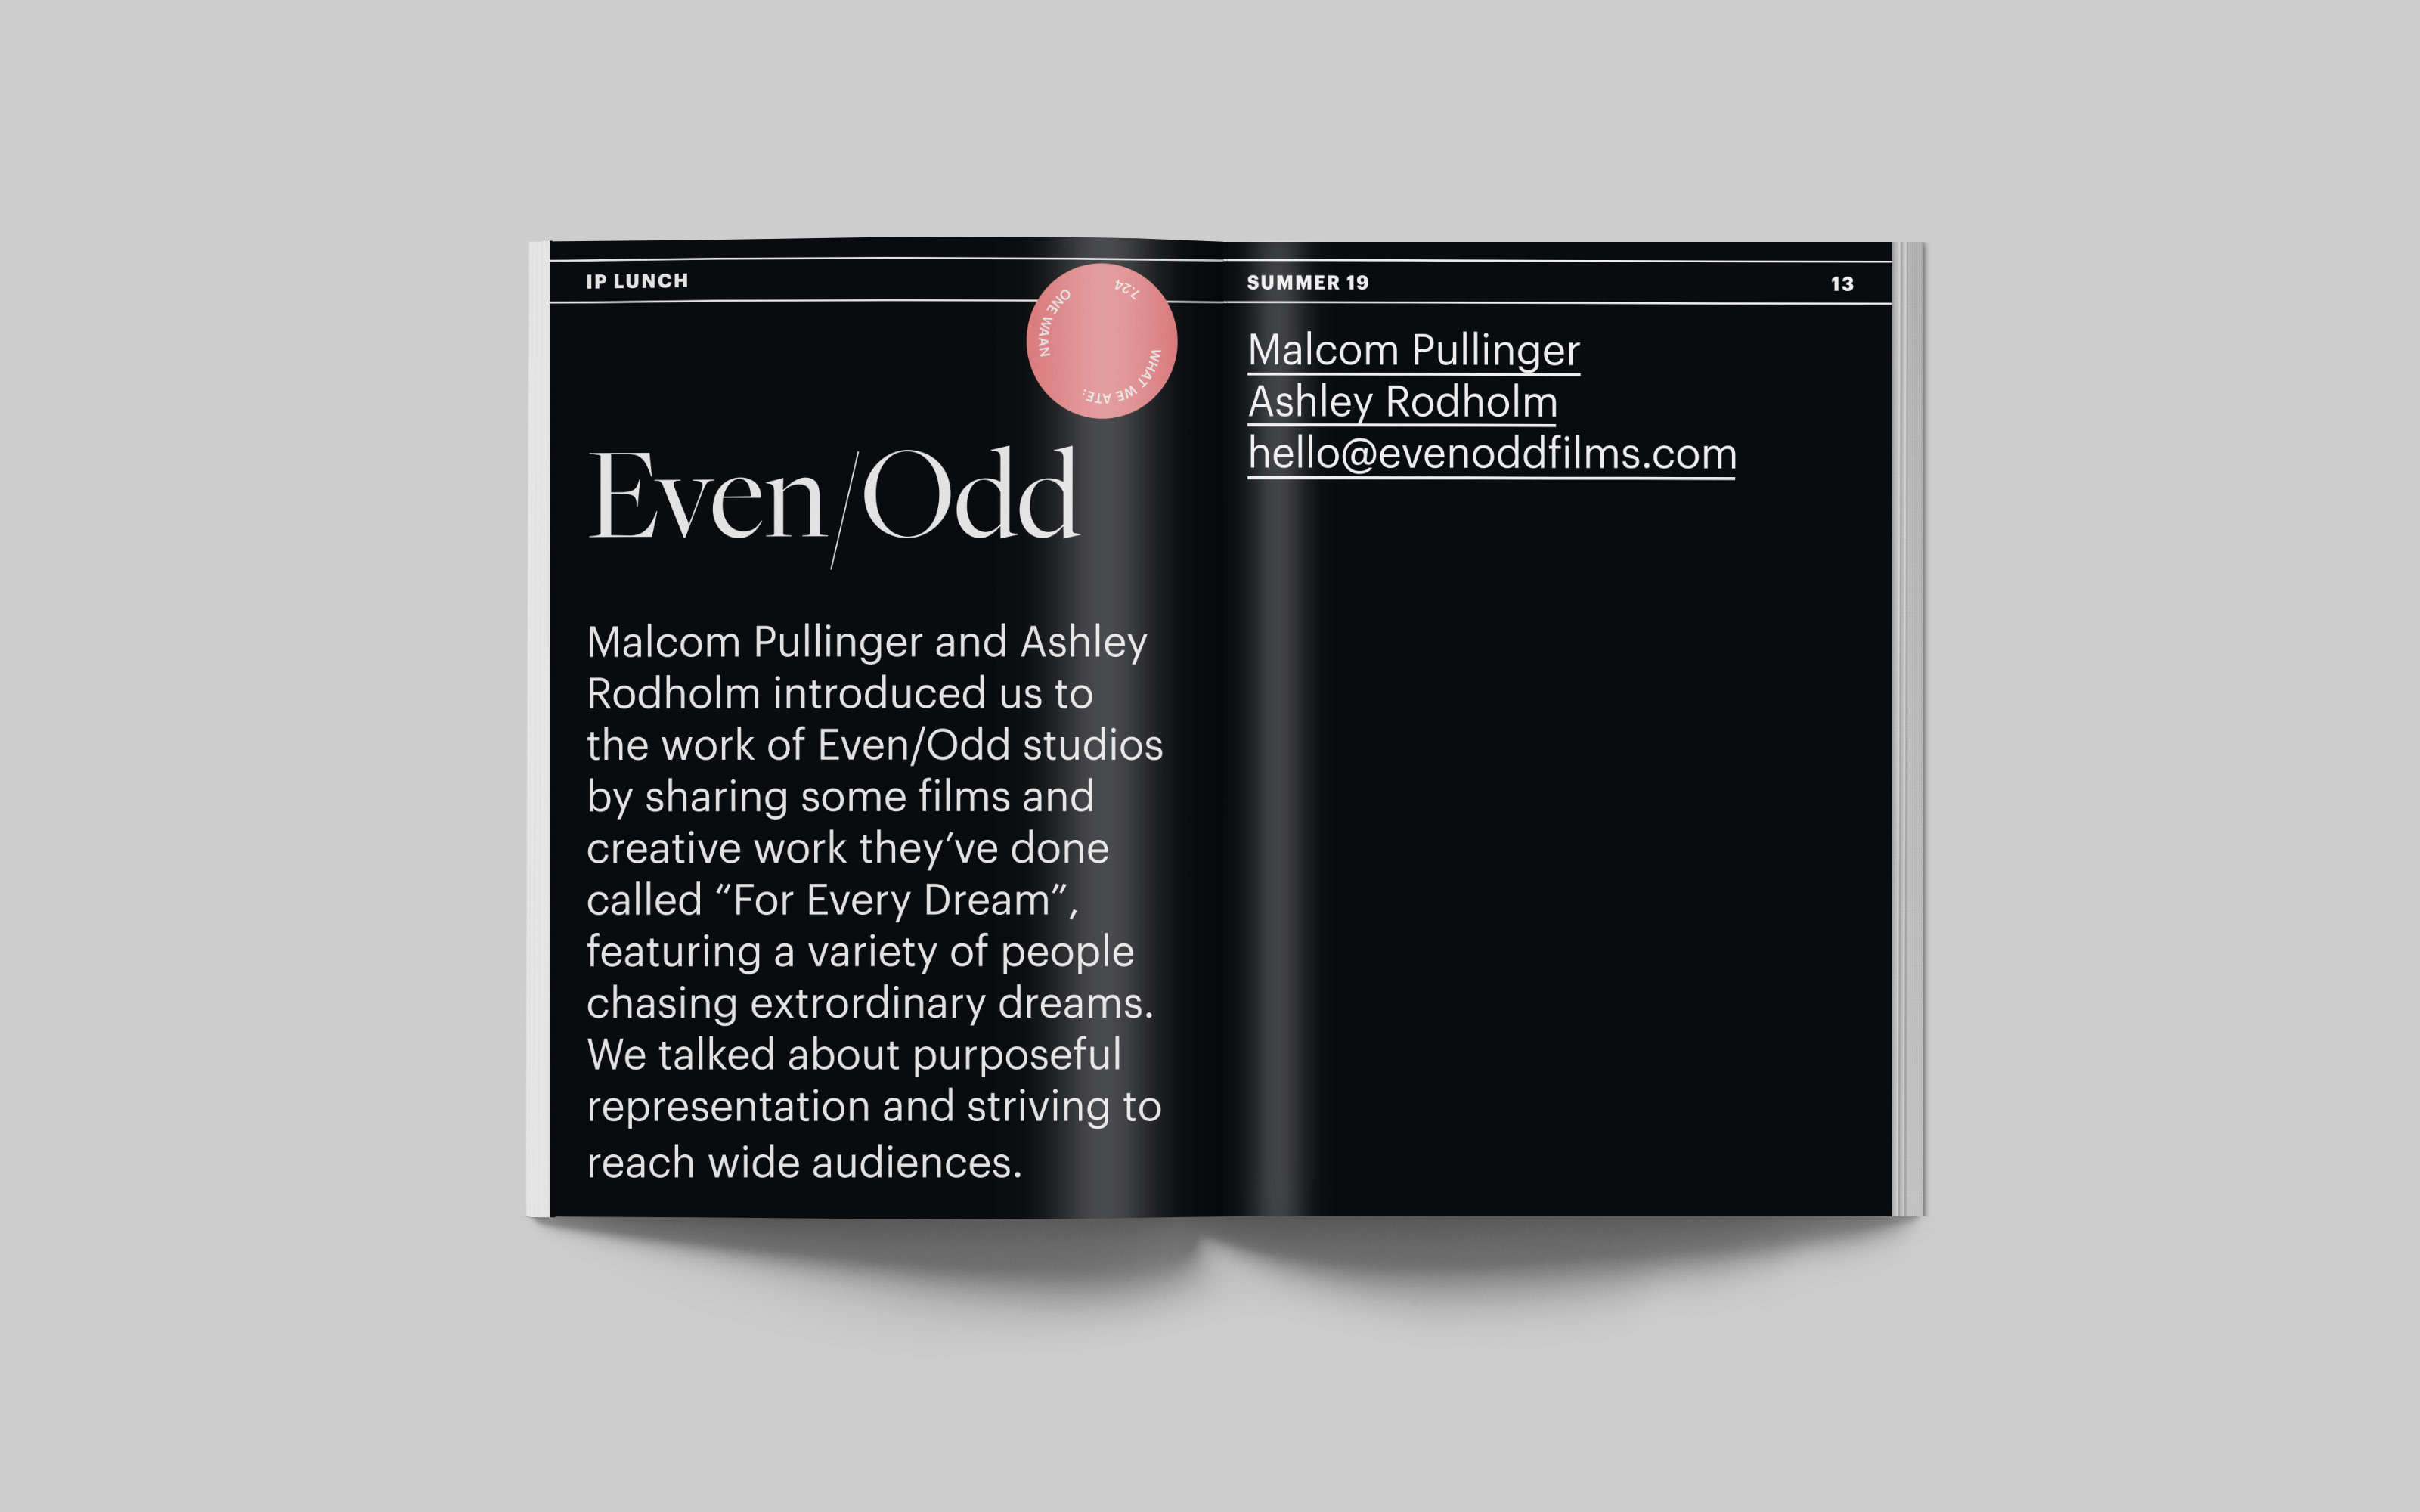 IP LUNCH
7.24
WHAT WE ATE:
ONE WAAN
Even/Odd
Malcom Pullinger and Ashley
Rodholm introduced us to
the work of Even/Odd studios
by sharing some films and
creative work they’ve done
called “For Every Dream”,
featuring a variety of people
chasing extrordinary dreams.
We talked about purposeful
representation and striving to
reach wide audiences.
SUMMER 19
13
Malcom Pullinger
Ashley Rodholm
hello@evenoddfilms.com